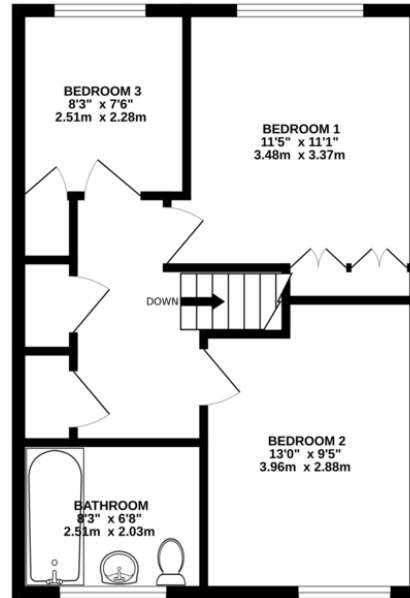 BEDROOM 3
8'3" x 7'6"
2.51m x 2.28m
BEDROOM 1
11'5" x 11'1"
3.48m x 3.37m
DOWN
BEDROOM 2
13'0" x 9'5"
3.96m x 2.88m
BATHROOM
8'3" x 6'8"
2.51m x 2.03m